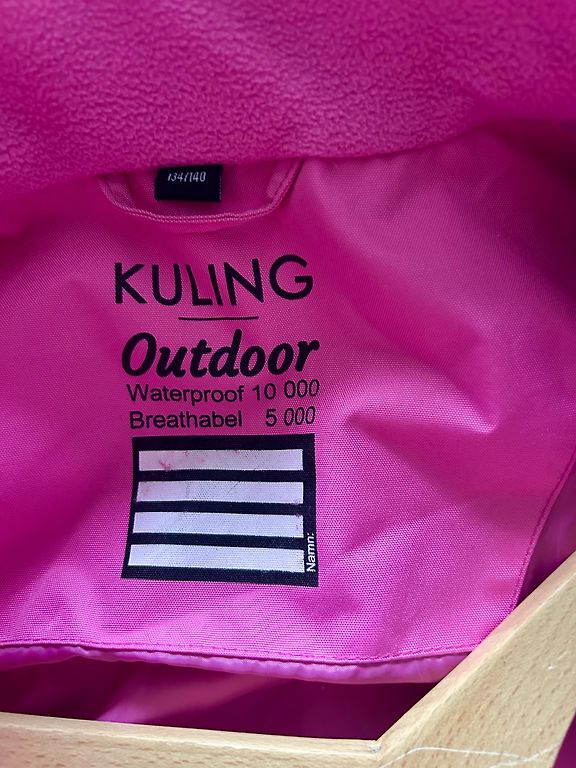 134/140
KULING
Outdoor
Waterproof 10 000
Breathabel 5 000
Namn: